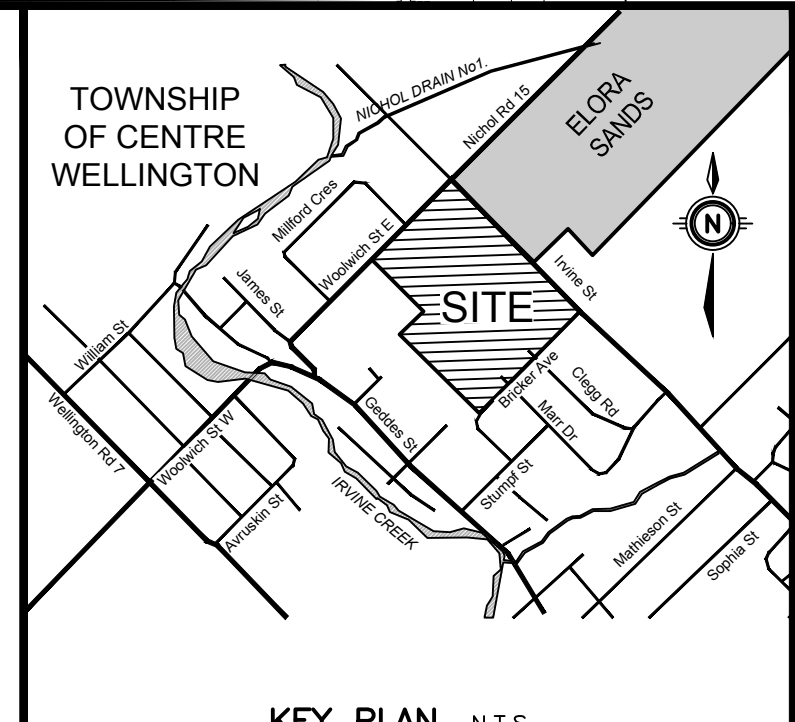 TOWNSHIP
OF CENTRE
WELLINGTON
NICHOL DRAIN No1.
Nichol Rd 15
ELORA
SANDS
Millford Cres
Woolwich St E
N
James St
Irvine St
SITE
William St
Bricker Ave
Clegg Rd
Wellington Rd 7
Woolwich St W
Geddes St
Marr Dr
Stumpf St
IRVINE CREEK
Avruskin St
Mathieson St
Sophia St
KEY PLAN N.T.S.